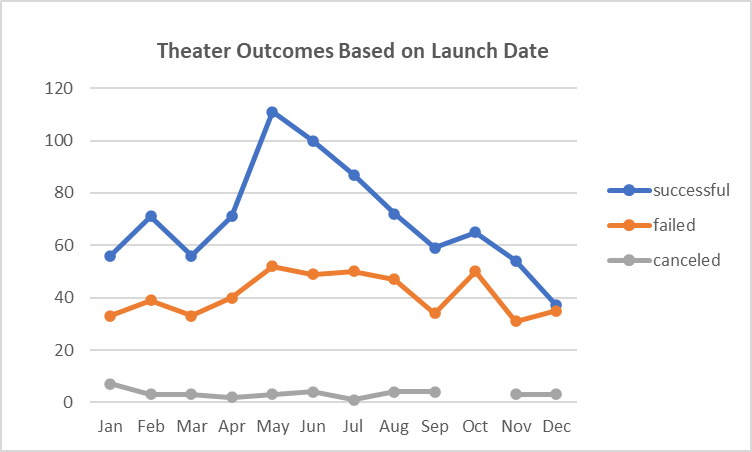 Theater Outcomes Based on Launch Date
120
100
80
60
40
20
0
Jan Feb Mar Apr May Jun Jul Aug Sep Oct Nov Dec
successful
failed
canceled